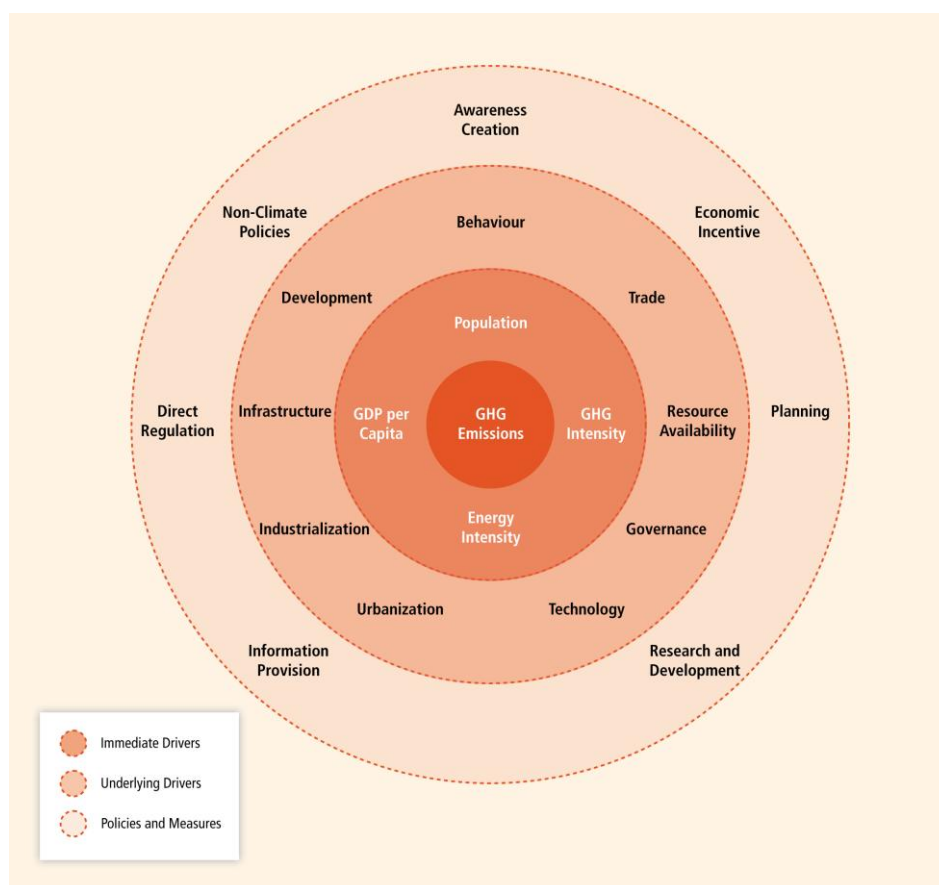 Awareness
Creation
Non-Climate
Policies
Economic
Incentive
Behaviour
Development
Trade
Population
Direct
Regulation
Infrastructure
GDP per
Capita
GHG
Emissions
GHG
Intensity
Resource
Availability
Planning
Energy
Intensity
Industrialization
Governance
Urbanization
Technology
Information
Provision
Research and
Development
Immediate Drivers
Underlying Drivers
Policies and Measures